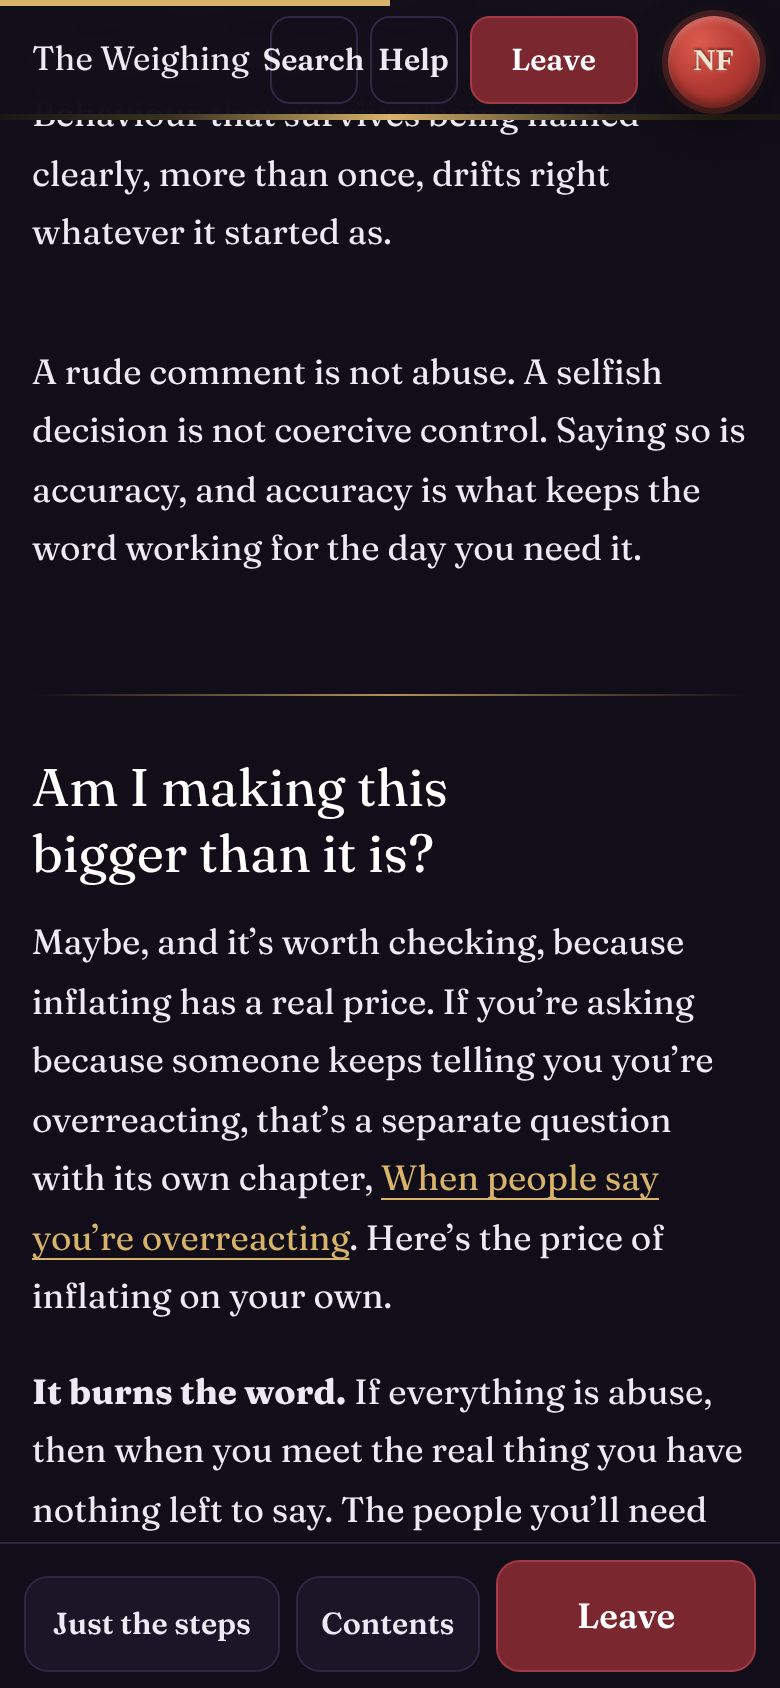 The Weighing Search Help Leave NF
Behaviour that survives being named
clearly, more than once, drifts right
whatever it started as.
A rude comment is not abuse. A selfish
decision is not coercive control. Saying so is
accuracy, and accuracy is what keeps the
word working for the day you need it.
Am I making this
bigger than it is?
Maybe, and it’s worth checking, because
inflating has a real price. If you’re asking
because someone keeps telling you you’re
overreacting, that’s a separate question
with its own chapter, When people say
you’re overreacting. Here’s the price of
inflating on your own.
It burns the word. If everything is abuse,
then when you meet the real thing you have
nothing left to say. The people you’ll need
Just the steps Contents Leave